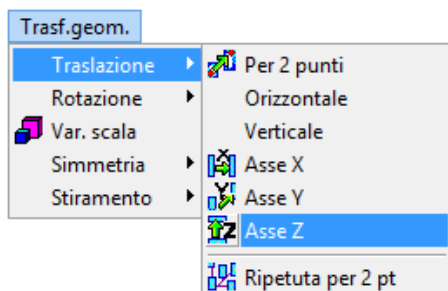 Trasf.geom.
Traslazione
Rotazione
Var. scala
Simmetria
Stiramento
Per 2 punti
Orizzontale
Verticale
Asse X
Asse Y
Asse Z
Ripetuta per 2 pt